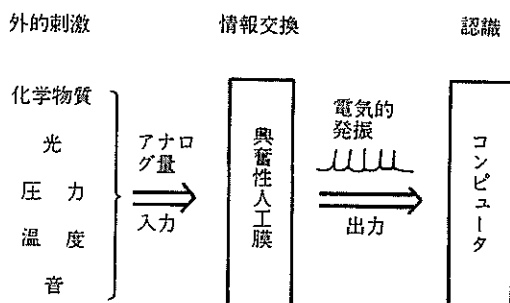 外的刺激
情報交換
認識
化学物質
光
圧力
温度
音
アナロ
グ量
入力
興奮性人工膜
電気的
発振
出力
コンピュータ